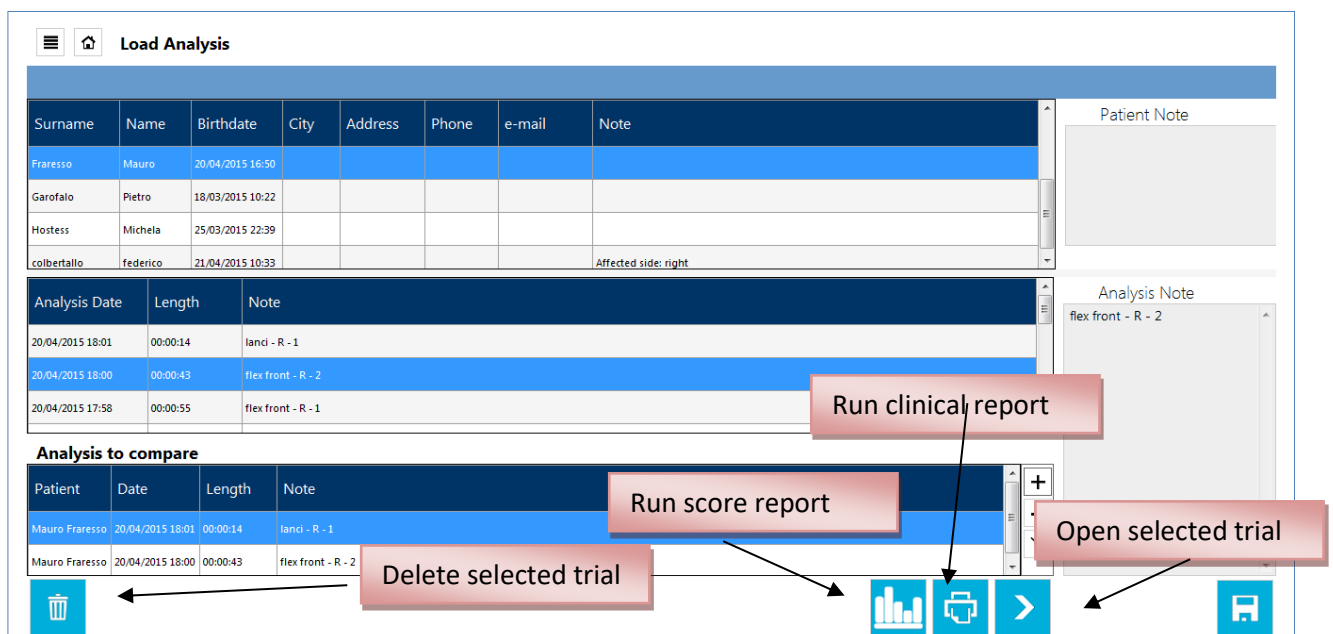 Load Analysis
Surname Name Birthdate City Address Phone e-mail Note
Fraresso Mauro 20/04/2015 16:50
Garofalo Pietro 18/03/2015 10:22
Hostess Michela 25/03/2015 22:39
colbertallo federico 21/04/2015 10:33 Affected side: right
Patient Note
Analysis Date Length Note
20/04/2015 18:01 00:00:14 lanci - R - 1
20/04/2015 18:00 00:00:43 flex front - R - 2
20/04/2015 17:58 00:00:55 flex front - R - 1
Analysis Note
flex front - R - 2
Run clinical report
Analysis to compare
Patient Date Length Note
Mauro Fraresso 20/04/2015 18:01 00:00:14 lanci - R - 1
Mauro Fraresso 20/04/2015 18:00 00:00:43 flex front - R - 2
Run score report
Open selected trial
Delete selected trial